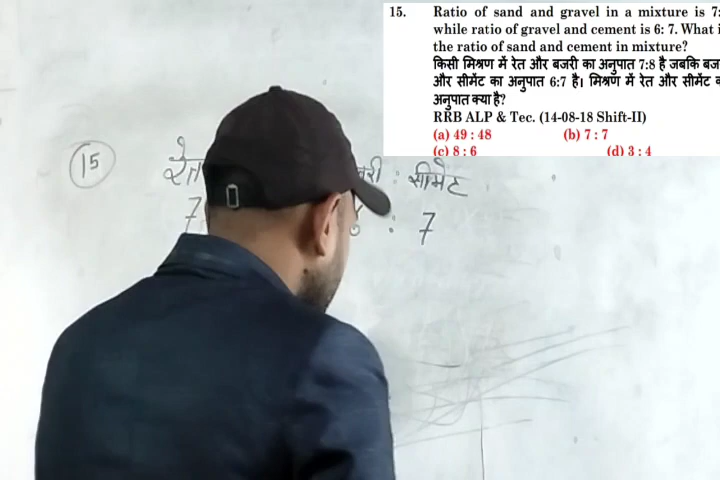 15. Ratio of sand and gravel in a mixture is 7:
while ratio of gravel and cement is 6: 7. What
the ratio of sand and cement in mixture?
किसी मिश्रण में रेत और बजरी का अनुपात 7:8 है जबकि
और सीमेंट का अनुपात 6:7 है। मिश्रण में रेत और सीमेंट
अनुपात क्या है?
RRB ALP & Tec. (14-08-18 Shift-II)
(a) 49 : 48 (b) 7 : 7
(c) 8 : 6 (d) 3 : 4
15 रेत : सीमेंट
7 : 7